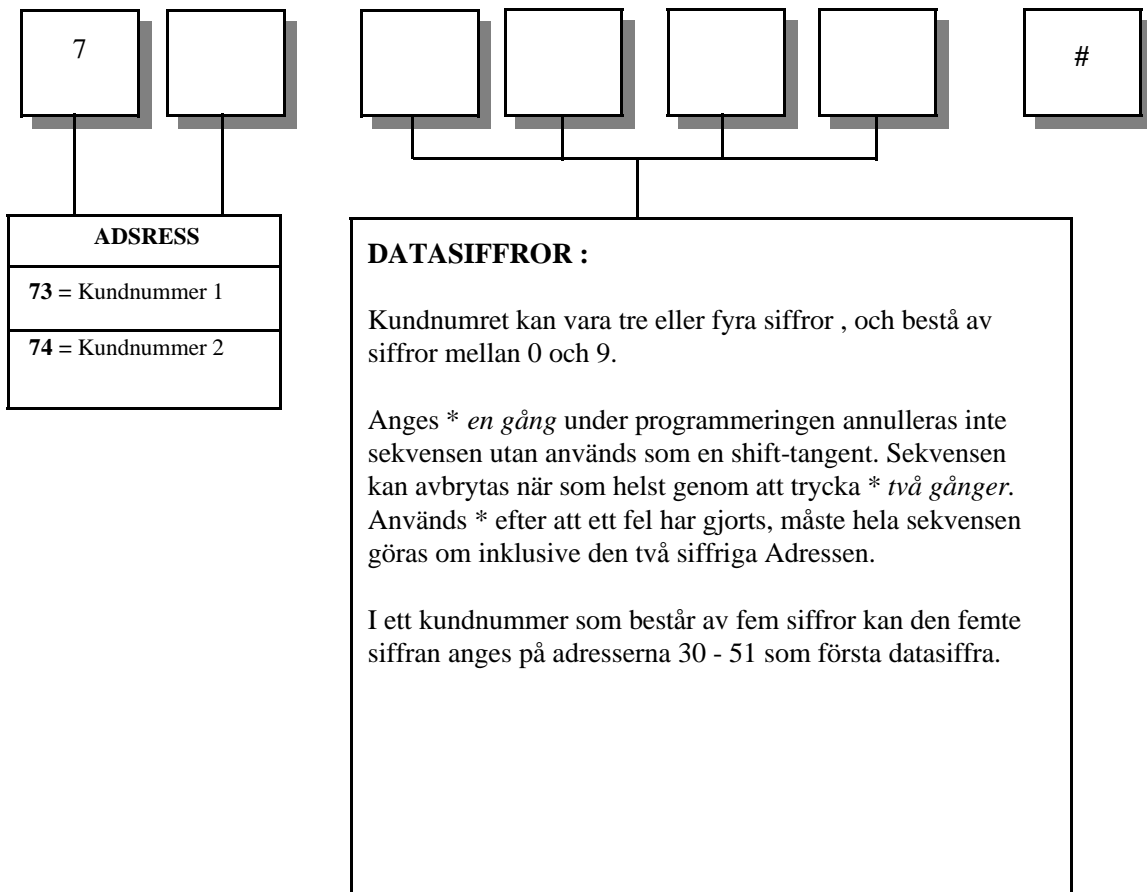 7
#
ADSRESS
73 = Kundnummer 1
74 = Kundnummer 2
DATASIFFROR :
Kundnumret kan vara tre eller fyra siffror , och bestå av
siffror mellan 0 och 9.
Anges * en gång under programmeringen annulleras inte
sekvensen utan används som en shift-tangent. Sekvensen
kan avbrytas när som helst genom att trycka * två gånger.
Används * efter att ett fel har gjorts, måste hela sekvensen
göras om inklusive den två siffriga Adressen.
I ett kundnummer som består av fem siffror kan den femte
siffran anges på adresserna 30 - 51 som första datasiffra.